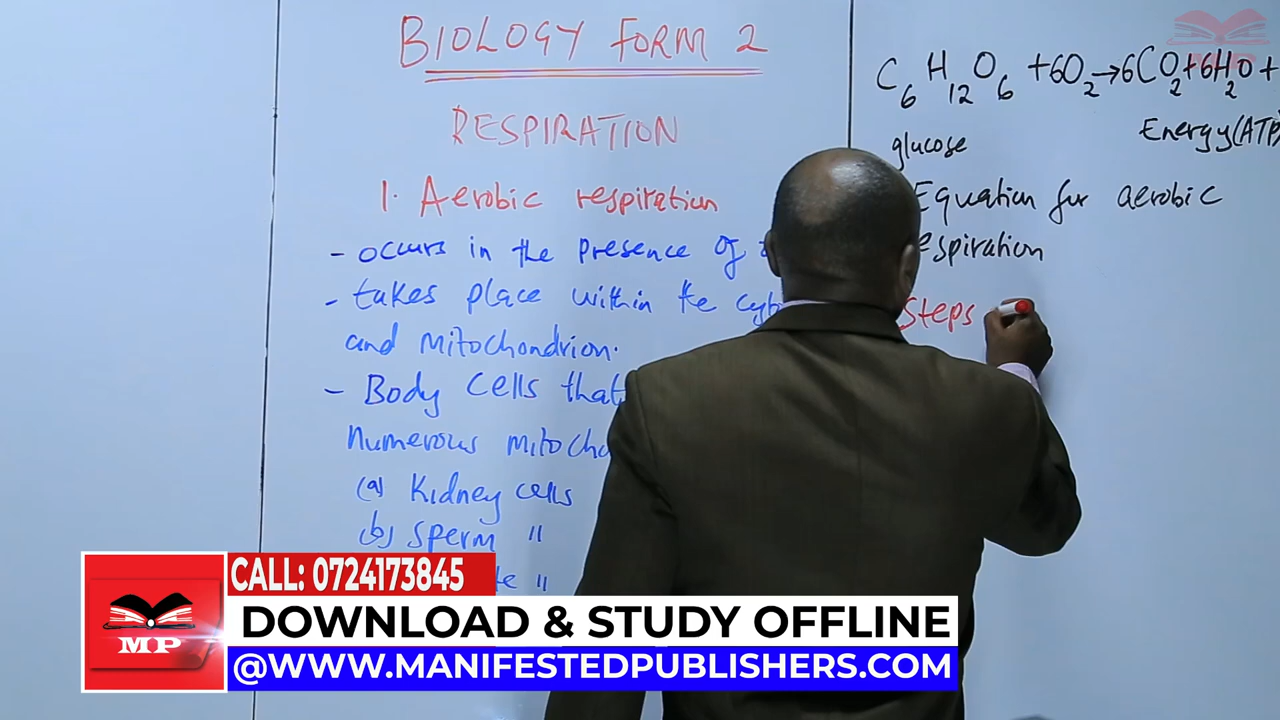 BIOLOGY FORM 2
RESPIRATION
1. Aerobic respiration
- occurs in the presence of
- takes place within the
and mitochondrion.
- Body cells that
numerous
(a) Kidney cells
(b) Sperm "
"
C6H12O6 + 6O2 → 6CO2 + 6H2O +
glucose
Energy (ATP)
Equation for aerobic
espiration
Steps
MP
CALL: 0724173845
DOWNLOAD & STUDY OFFLINE
@WWW.MANIFESTEDPUBLISHERS.COM
MP